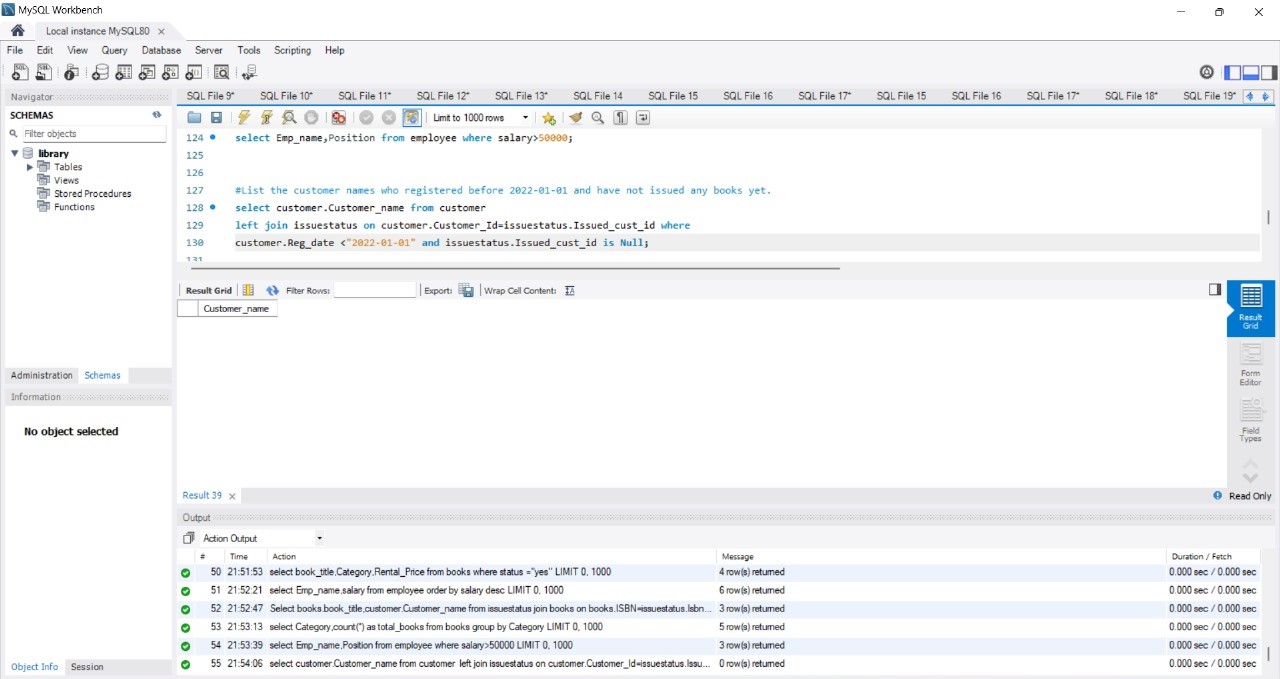 MySQL Workbench
Local instance MySQL80
File Edit View Query Database Server Tools Scripting Help
Navigator
SCHEMAS
Filter objects
library
Tables
Views
Stored Procedures
Functions
Administration Schemas
Information
No object selected
Object Info Session
SQL File 9* SQL File 10* SQL File 11* SQL File 12* SQL File 13* SQL File 14 SQL File 15 SQL File 16 SQL File 17* SQL File 15 SQL File 16 SQL File 17* SQL File 18* SQL File 19*
Limit to 1000 rows
124 select Emp_name,Position from employee where salary>50000;
125
126
127 #List the customer names who registered before 2022-01-01 and have not issued any books yet.
128 select customer.Customer_name from customer
129 left join issuestatus on customer.Customer_Id=issuestatus.Issued_cust_id where
130 customer.Reg_date <"2022-01-01" and issuestatus.Issued_cust_id is Null;
131
Result Grid Filter Rows: Export: Wrap Cell Content:
Customer_name
Result Grid
Form Editor
Field Types
Result 39
Read Only
Output
Action Output
# Time Action Message Duration / Fetch
50 21:51:53 select book_title,Category,Rental_Price from books where status ="yes" LIMIT 0, 1000 4 row(s) returned 0.000 sec / 0.000 sec
51 21:52:21 select Emp_name,salary from employee order by salary desc LIMIT 0, 1000 6 row(s) returned 0.000 sec / 0.000 sec
52 21:52:47 Select books.book_title,customer.Customer_name from issuestatus join books on books.ISBN=issuestatus.Isbn... 3 row(s) returned 0.000 sec / 0.000 sec
53 21:53:13 select Category,count(*) as total_books from books group by Category LIMIT 0, 1000 5 row(s) returned 0.000 sec / 0.000 sec
54 21:53:39 select Emp_name,Position from employee where salary>50000 LIMIT 0, 1000 3 row(s) returned 0.000 sec / 0.000 sec
55 21:54:06 select customer.Customer_name from customer left join issuestatus on customer.Customer_Id=issuestatus.Issu... 0 row(s) returned 0.000 sec / 0.000 sec